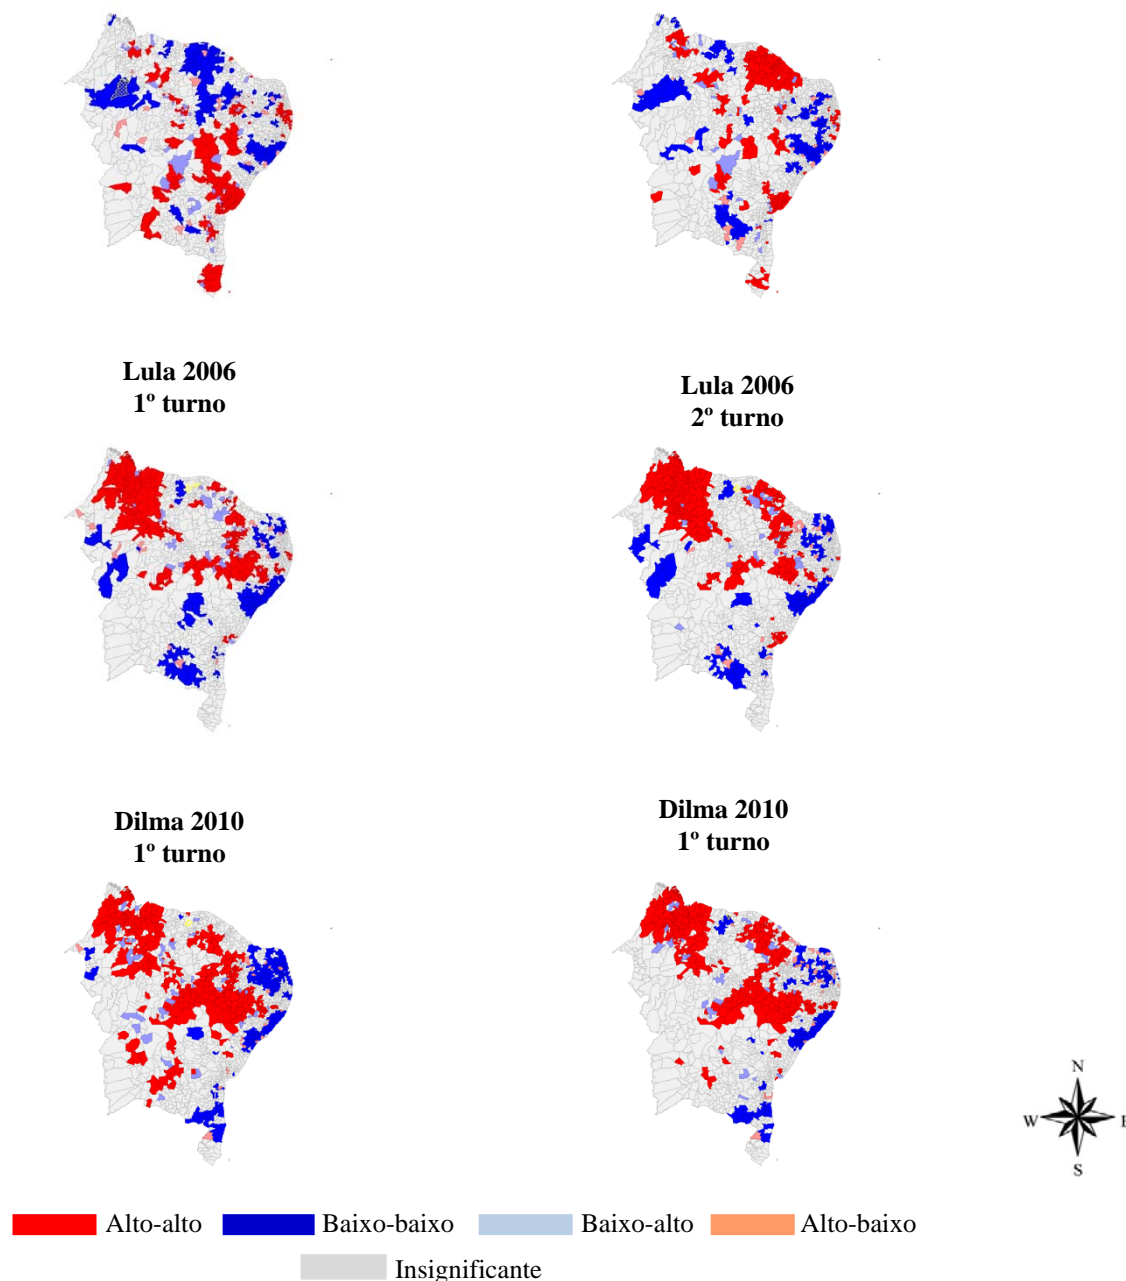 Lula 2006
1º turno
Lula 2006
2º turno
Dilma 2010
1º turno
Dilma 2010
1º turno
N
W
E
S
Alto-alto
Baixo-baixo
Baixo-alto
Alto-baixo
Insignificante